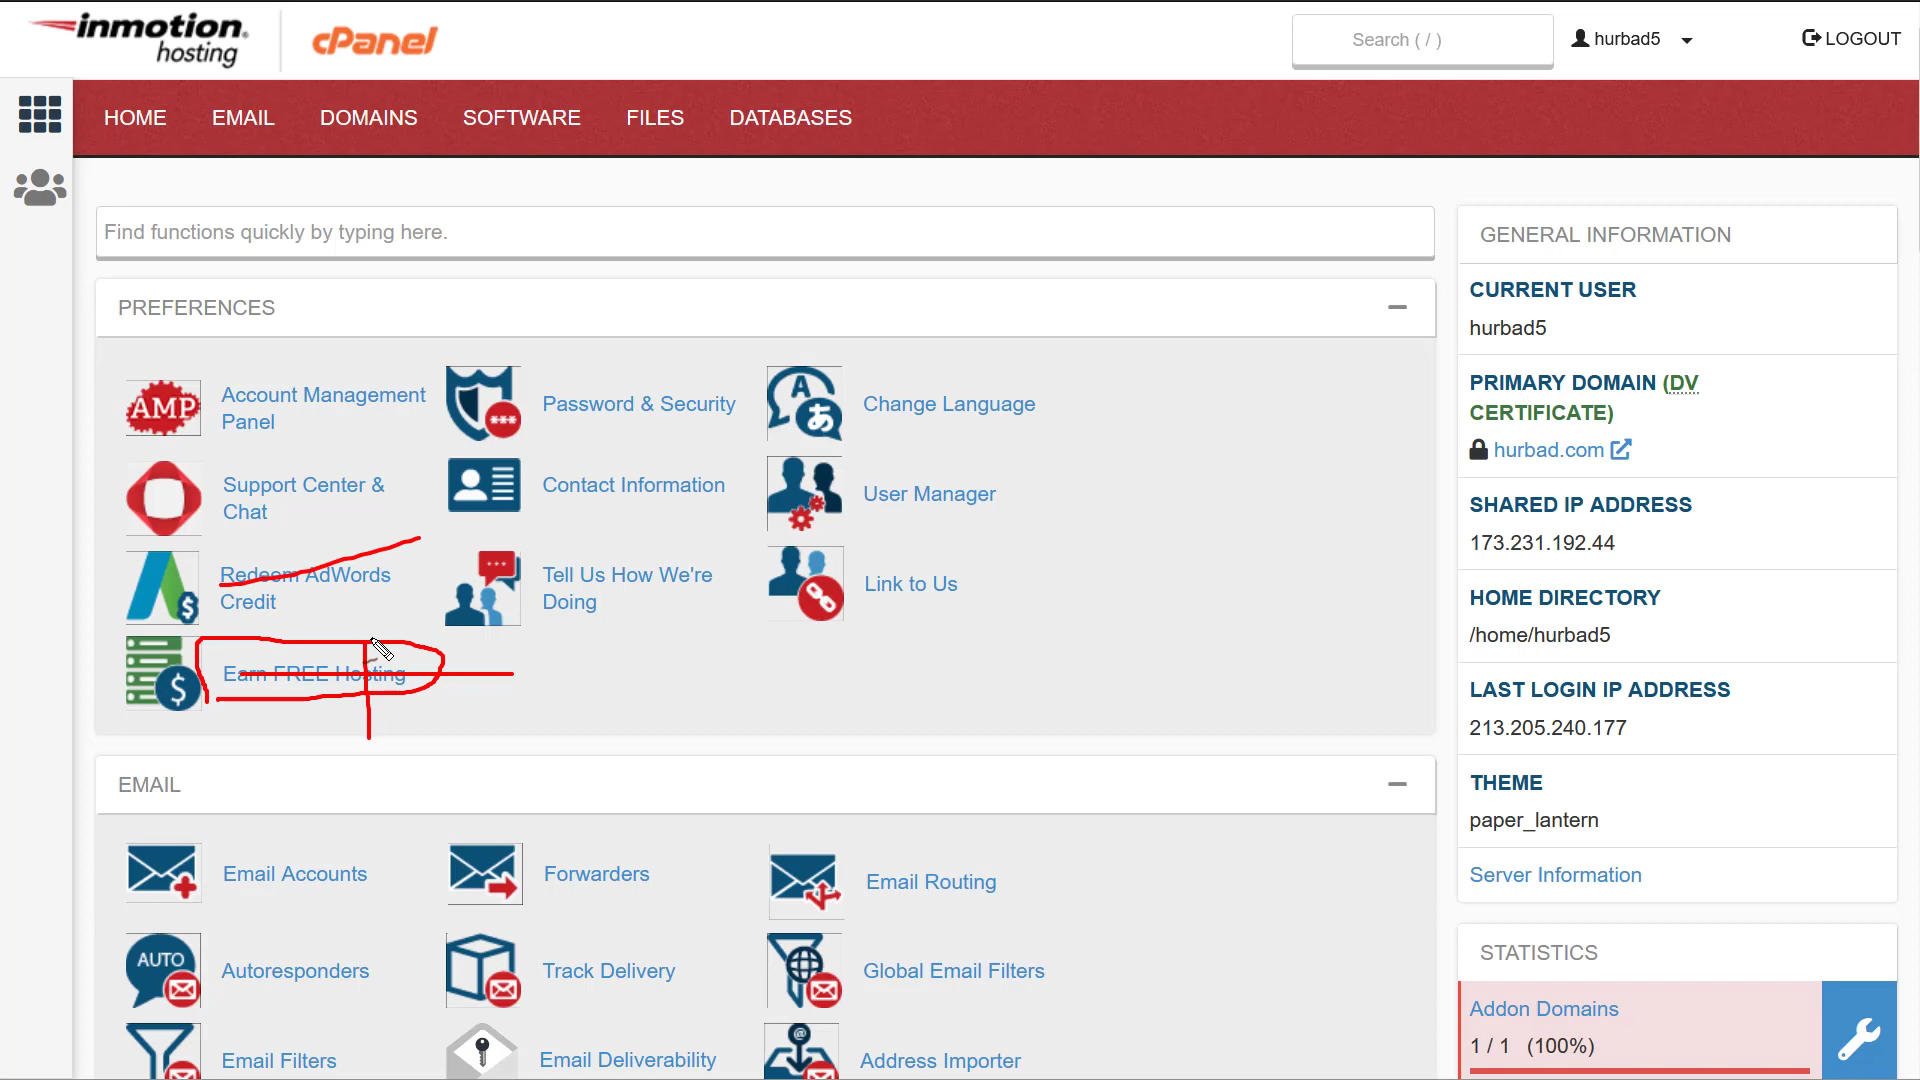 inmotion hosting
cPanel
Search ( / )
hurbad5
LOGOUT
HOME
EMAIL
DOMAINS
SOFTWARE
FILES
DATABASES
Find functions quickly by typing here.
PREFERENCES
AMP
Account Management
Panel
Password & Security
Change Language
Support Center &
Chat
Contact Information
User Manager
Redeem AdWords
Credit
Tell Us How We're
Doing
Link to Us
Earn FREE Hosting
EMAIL
Email Accounts
Forwarders
Email Routing
AUTO
Autoresponders
Track Delivery
Global Email Filters
Email Filters
Email Deliverability
Address Importer
GENERAL INFORMATION
CURRENT USER
hurbad5
PRIMARY DOMAIN (DV
CERTIFICATE)
hurbad.com
SHARED IP ADDRESS
173.231.192.44
HOME DIRECTORY
/home/hurbad5
LAST LOGIN IP ADDRESS
213.205.240.177
THEME
paper_lantern
Server Information
STATISTICS
Addon Domains
1 / 1 (100%)